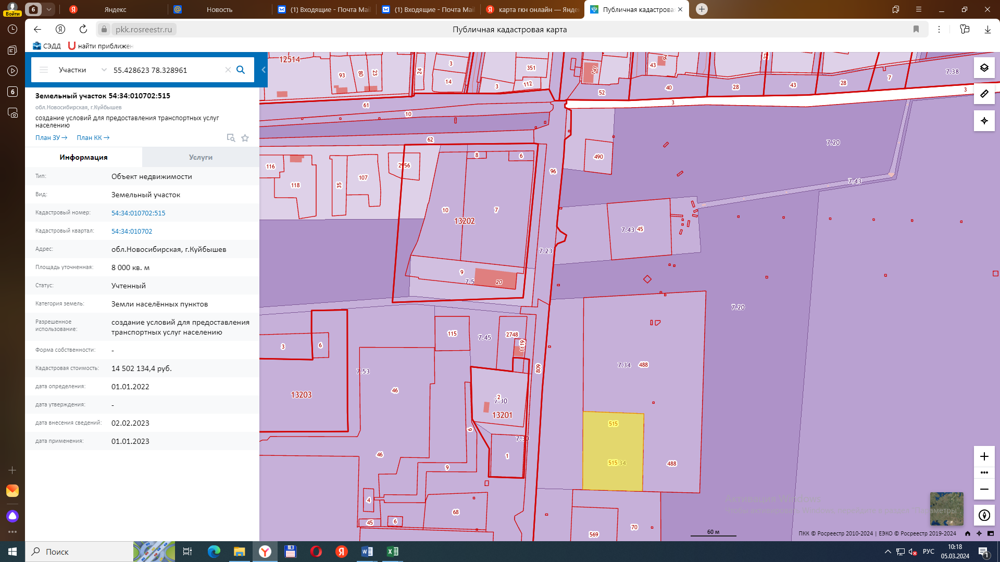 Войти
6
Яндекс
Новость
(1) Входящие - Почта Mail
(1) Входящие - Почта Mail
карта гкн онлайн — Яндек
Публичная кадастрова
pkk.rosreestr.ru
Публичная кадастровая карта
СЭДД
найти приближен
6
Участки
55.428623 78.328961
Земельный участок 54:34:010702:515
обл.Новосибирская, г.Куйбышев
создание условий для предоставления транспортных услуг
населению
План ЗУ →
План КК →
Информация
Услуги
Тип:
Объект недвижимости
Вид:
Земельный участок
Кадастровый номер:
54:34:010702:515
Кадастровый квартал:
54:34:010702
Адрес:
обл.Новосибирская, г.Куйбышев
Площадь уточненная:
8 000 кв. м
Статус:
Учтенный
Категория земель:
Земли населённых пунктов
Разрешенное
использование:
создание условий для предоставления
транспортных услуг населению
Форма собственности:
-
Кадастровая стоимость:
14 502 134,4 руб.
дата определения:
01.01.2022
дата утверждения:
-
дата внесения сведений:
02.02.2023
дата применения:
01.01.2023
12514
93
80
23
24
3
14
3
351
112
141
52
43
94
40
28
43
28
7
7.38
3
61
10
3
62
116
118
35
107
2956
8
6
96
490
7.20
7.43
10
7
13202
7.43 45
7.23
9
7.5
20
7.20
3
6
115
7.45
2748
1119
7.53
46
13203
809
7.34
488
2
7.30
13201
6
7.30
515
515 34
488
46
1
9
4
45
6
68
569
70
Активация Windows
60 м
ПКК © Росреестр 2010-2024 | ЕЭКО © Росреестр 2019-2024
Поиск
РУС
10:18
05.03.2024
1